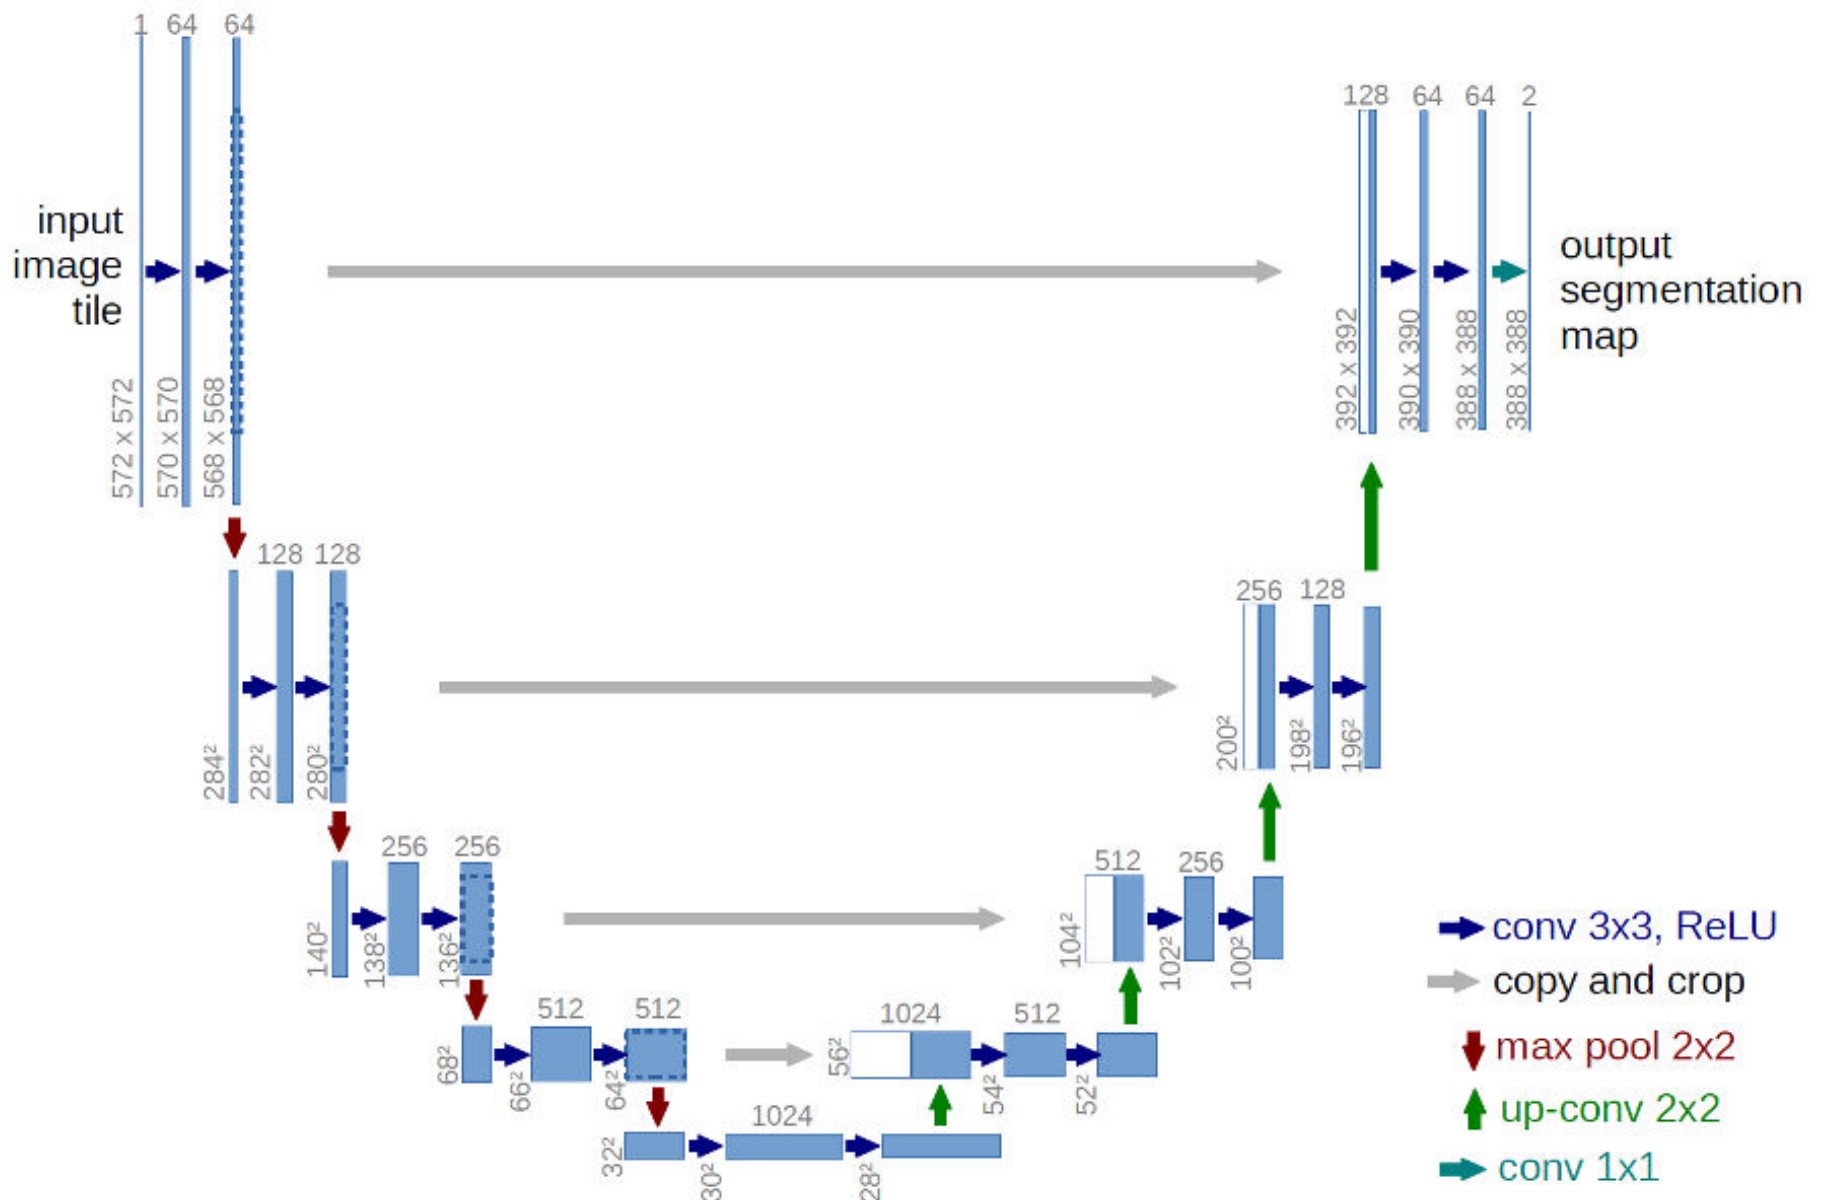 1 64 64
input
image
tile
572 x 572
570 x 570
568 x 568
128 64 64 2
392 x 392
390 x 390
388 x 388
388 x 388
output
segmentation
map
128 128
284²
282²
280²
256 128
200²
198²
196²
256 256
140²
138²
136²
512 256
104²
102²
100²
512 512
68²
66²
64²
1024 512
56²
54²
52²
1024
32²
30²
28²
conv 3x3, ReLU
copy and crop
max pool 2x2
up-conv 2x2
conv 1x1